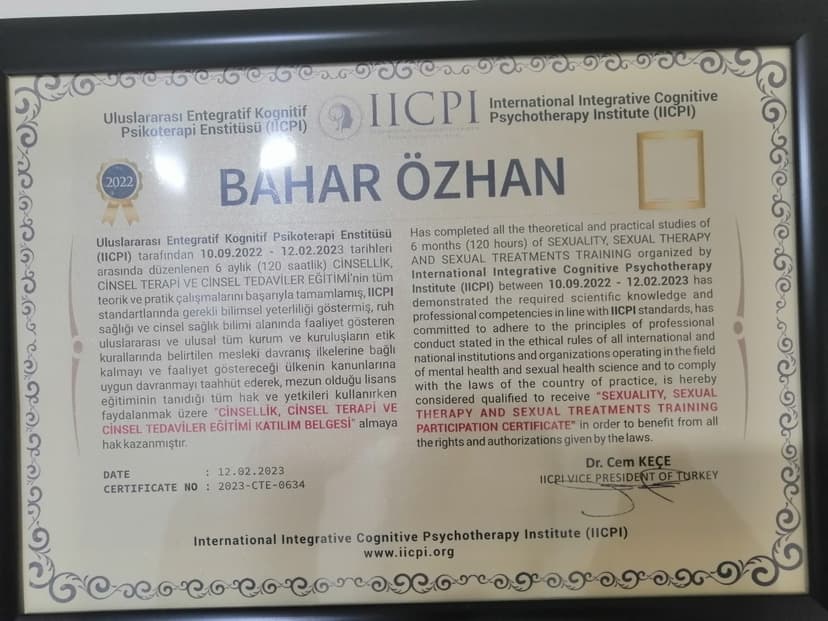 Uluslararası Entegratif Kognitif
Psikoterapi Enstitüsü (IICPI)
IICPI
International Integrative Cognitive
Psychotherapy Institute (IICPI)
2022
BAHAR ÖZHAN
Uluslararası Entegratif Kognitif Psikoterapi Enstitüsü
(IICPI) tarafından 10.09.2022 - 12.02.2023 tarihleri
arasında düzenlenen 6 aylık (120 saatlik) CİNSELLİK,
CİNSEL TERAPİ VE CİNSEL TEDAVİLER EĞİTİMİ'nin tüm
teorik ve pratik çalışmalarını başarıyla tamamlamış, IICPI
standartlarında gerekli bilimsel yeterliliği göstermiş, ruh
sağlığı ve cinsel sağlık bilimi alanında faaliyet gösteren
uluslararası ve ulusal tüm kurum ve kuruluşların etik
kurallarında belirtilen mesleki davranış ilkelerine bağlı
kalmayı ve faaliyet göstereceği ülkenin kanunlarına
uygun davranmayı taahhüt ederek, mezun olduğu lisans
eğitiminin tanıdığı tüm hak ve yetkileri kullanırken
faydalanmak üzere "CİNSELLİK, CİNSEL TERAPİ VE
CİNSEL TEDAVİLER EĞİTİMİ KATILIM BELGESİ" almaya
hak kazanmıştır.
Has completed all the theoretical and practical studies of
6 months (120 hours) of SEXUALITY, SEXUAL THERAPY
AND SEXUAL TREATMENTS TRAINING organized by
International Integrative Cognitive Psychotherapy
Institute (IICPI) between 10.09.2022 - 12.02.2023 has
demonstrated the required scientific knowledge and
professional competencies in line with IICPI standards, has
committed to adhere to the principles of professional
conduct stated in the ethical rules of all international and
national institutions and organizations operating in the field
of mental health and sexual health science and to comply
with the laws of the country of practice, is hereby
considered qualified to receive "SEXUALITY, SEXUAL
THERAPY AND SEXUAL TREATMENTS TRAINING
PARTICIPATION CERTIFICATE" in order to benefit from all
the rights and authorizations given by the laws.
DATE : 12.02.2023
CERTIFICATE NO : 2023-CTE-0634
Dr. Cem KEÇE
IICPI VICE PRESIDENT OF TURKEY
International Integrative Cognitive Psychotherapy Institute (IICPI)
www.iicpi.org